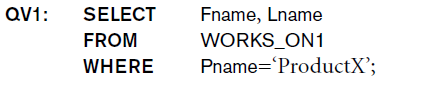 QV1: SELECT Fname, Lname
FROM WORKS_ON1
WHERE Pname=‘ProductX’;